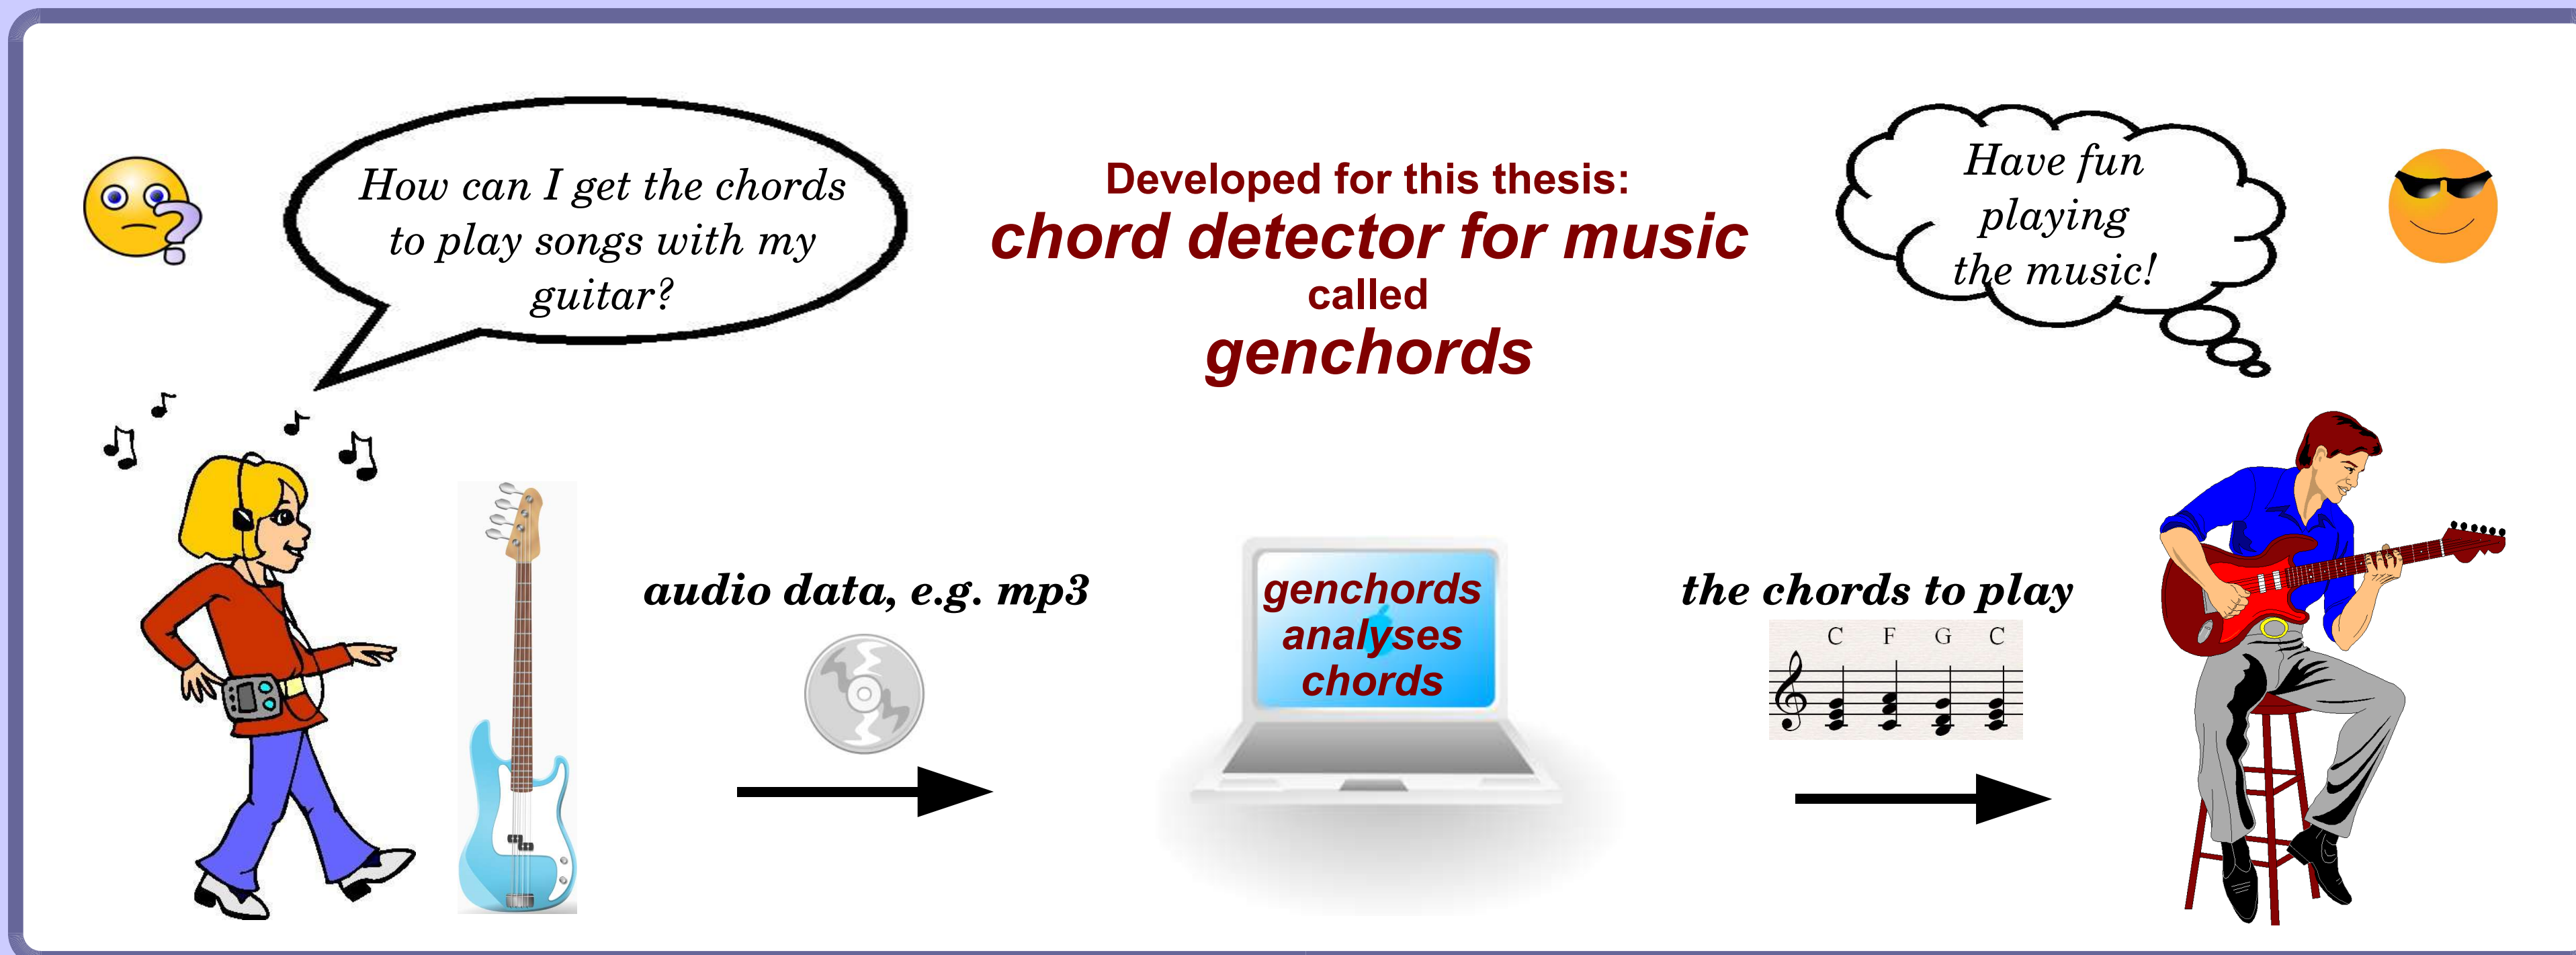 How can I get the chords
to play songs with my
guitar?
Developed for this thesis:
chord detector for music
called
genchords
Have fun
playing
the music!
audio data, e.g. mp3
genchords
analyses
chords
the chords to play
C F G C